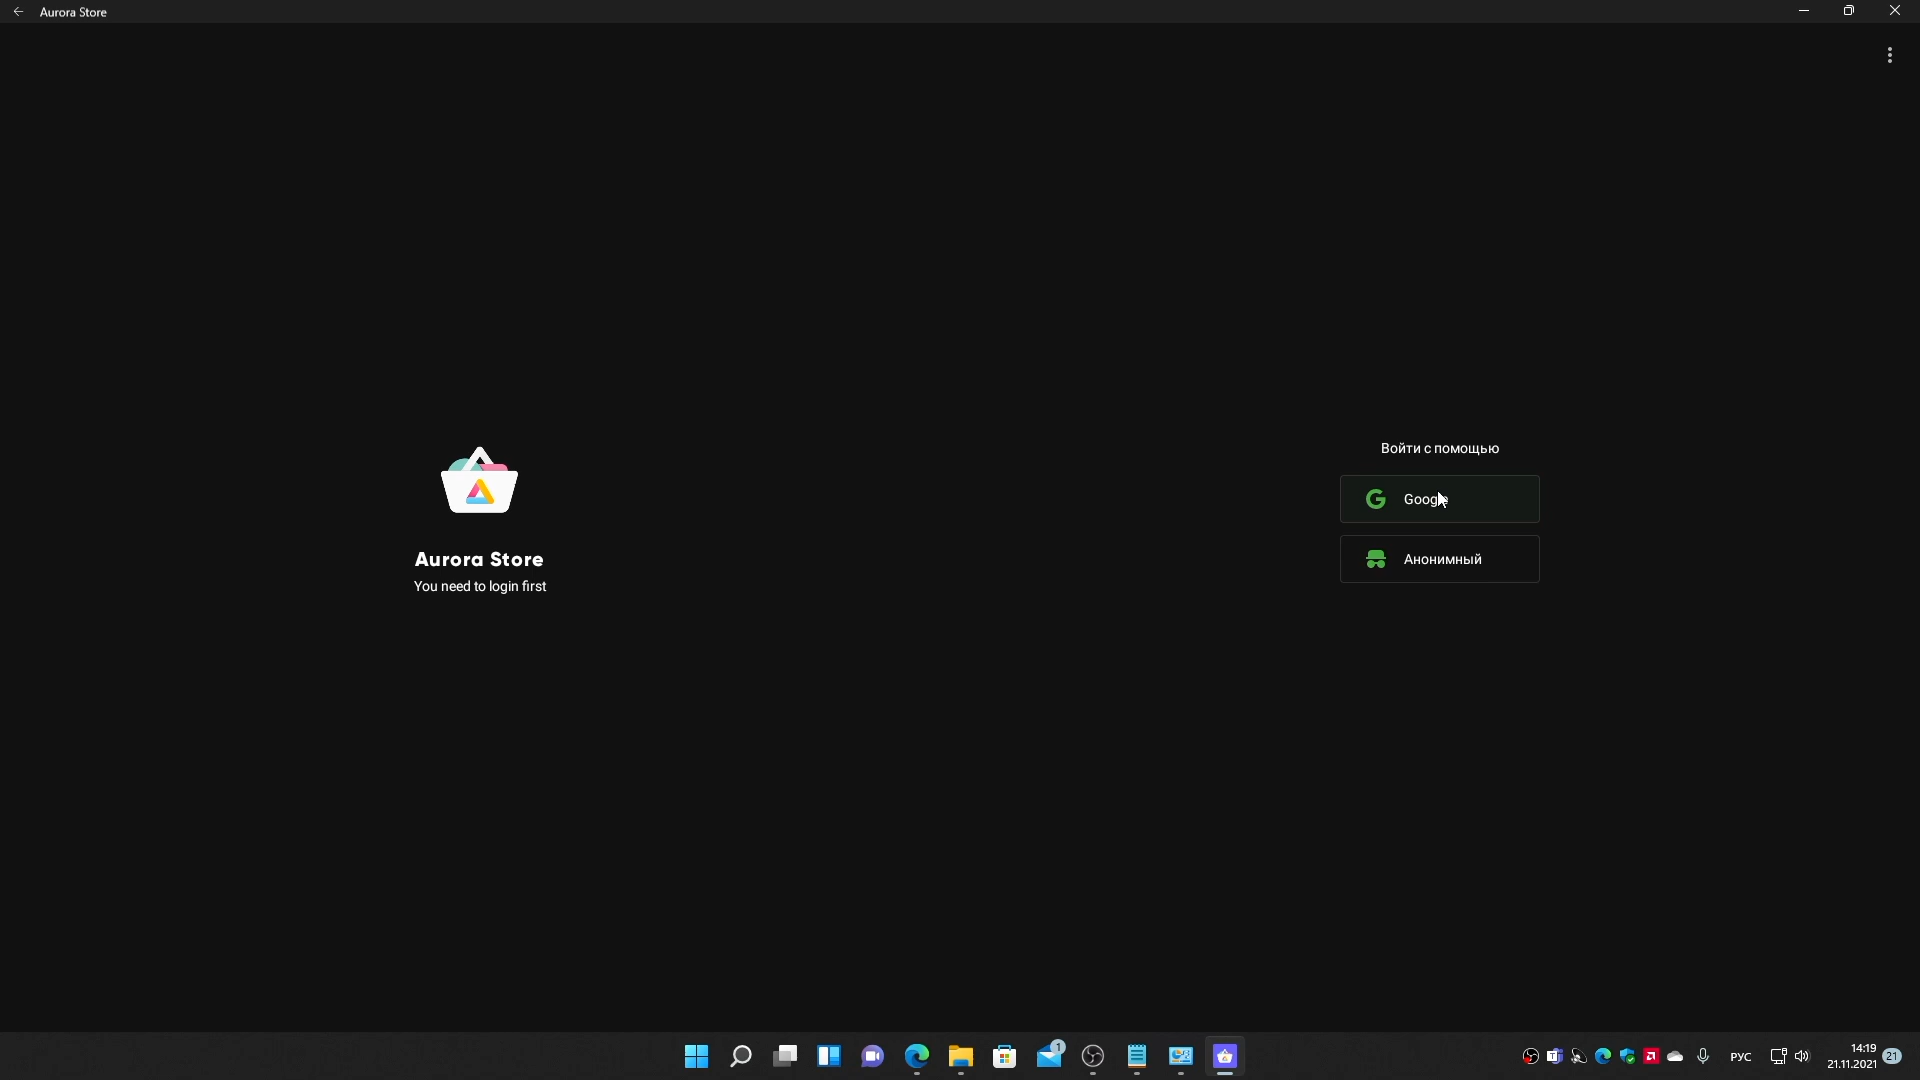 Aurora Store
Войти с помощью
Google
Анонимный
Aurora Store
You need to login first
1
РУС
14:19
21.11.2021
21